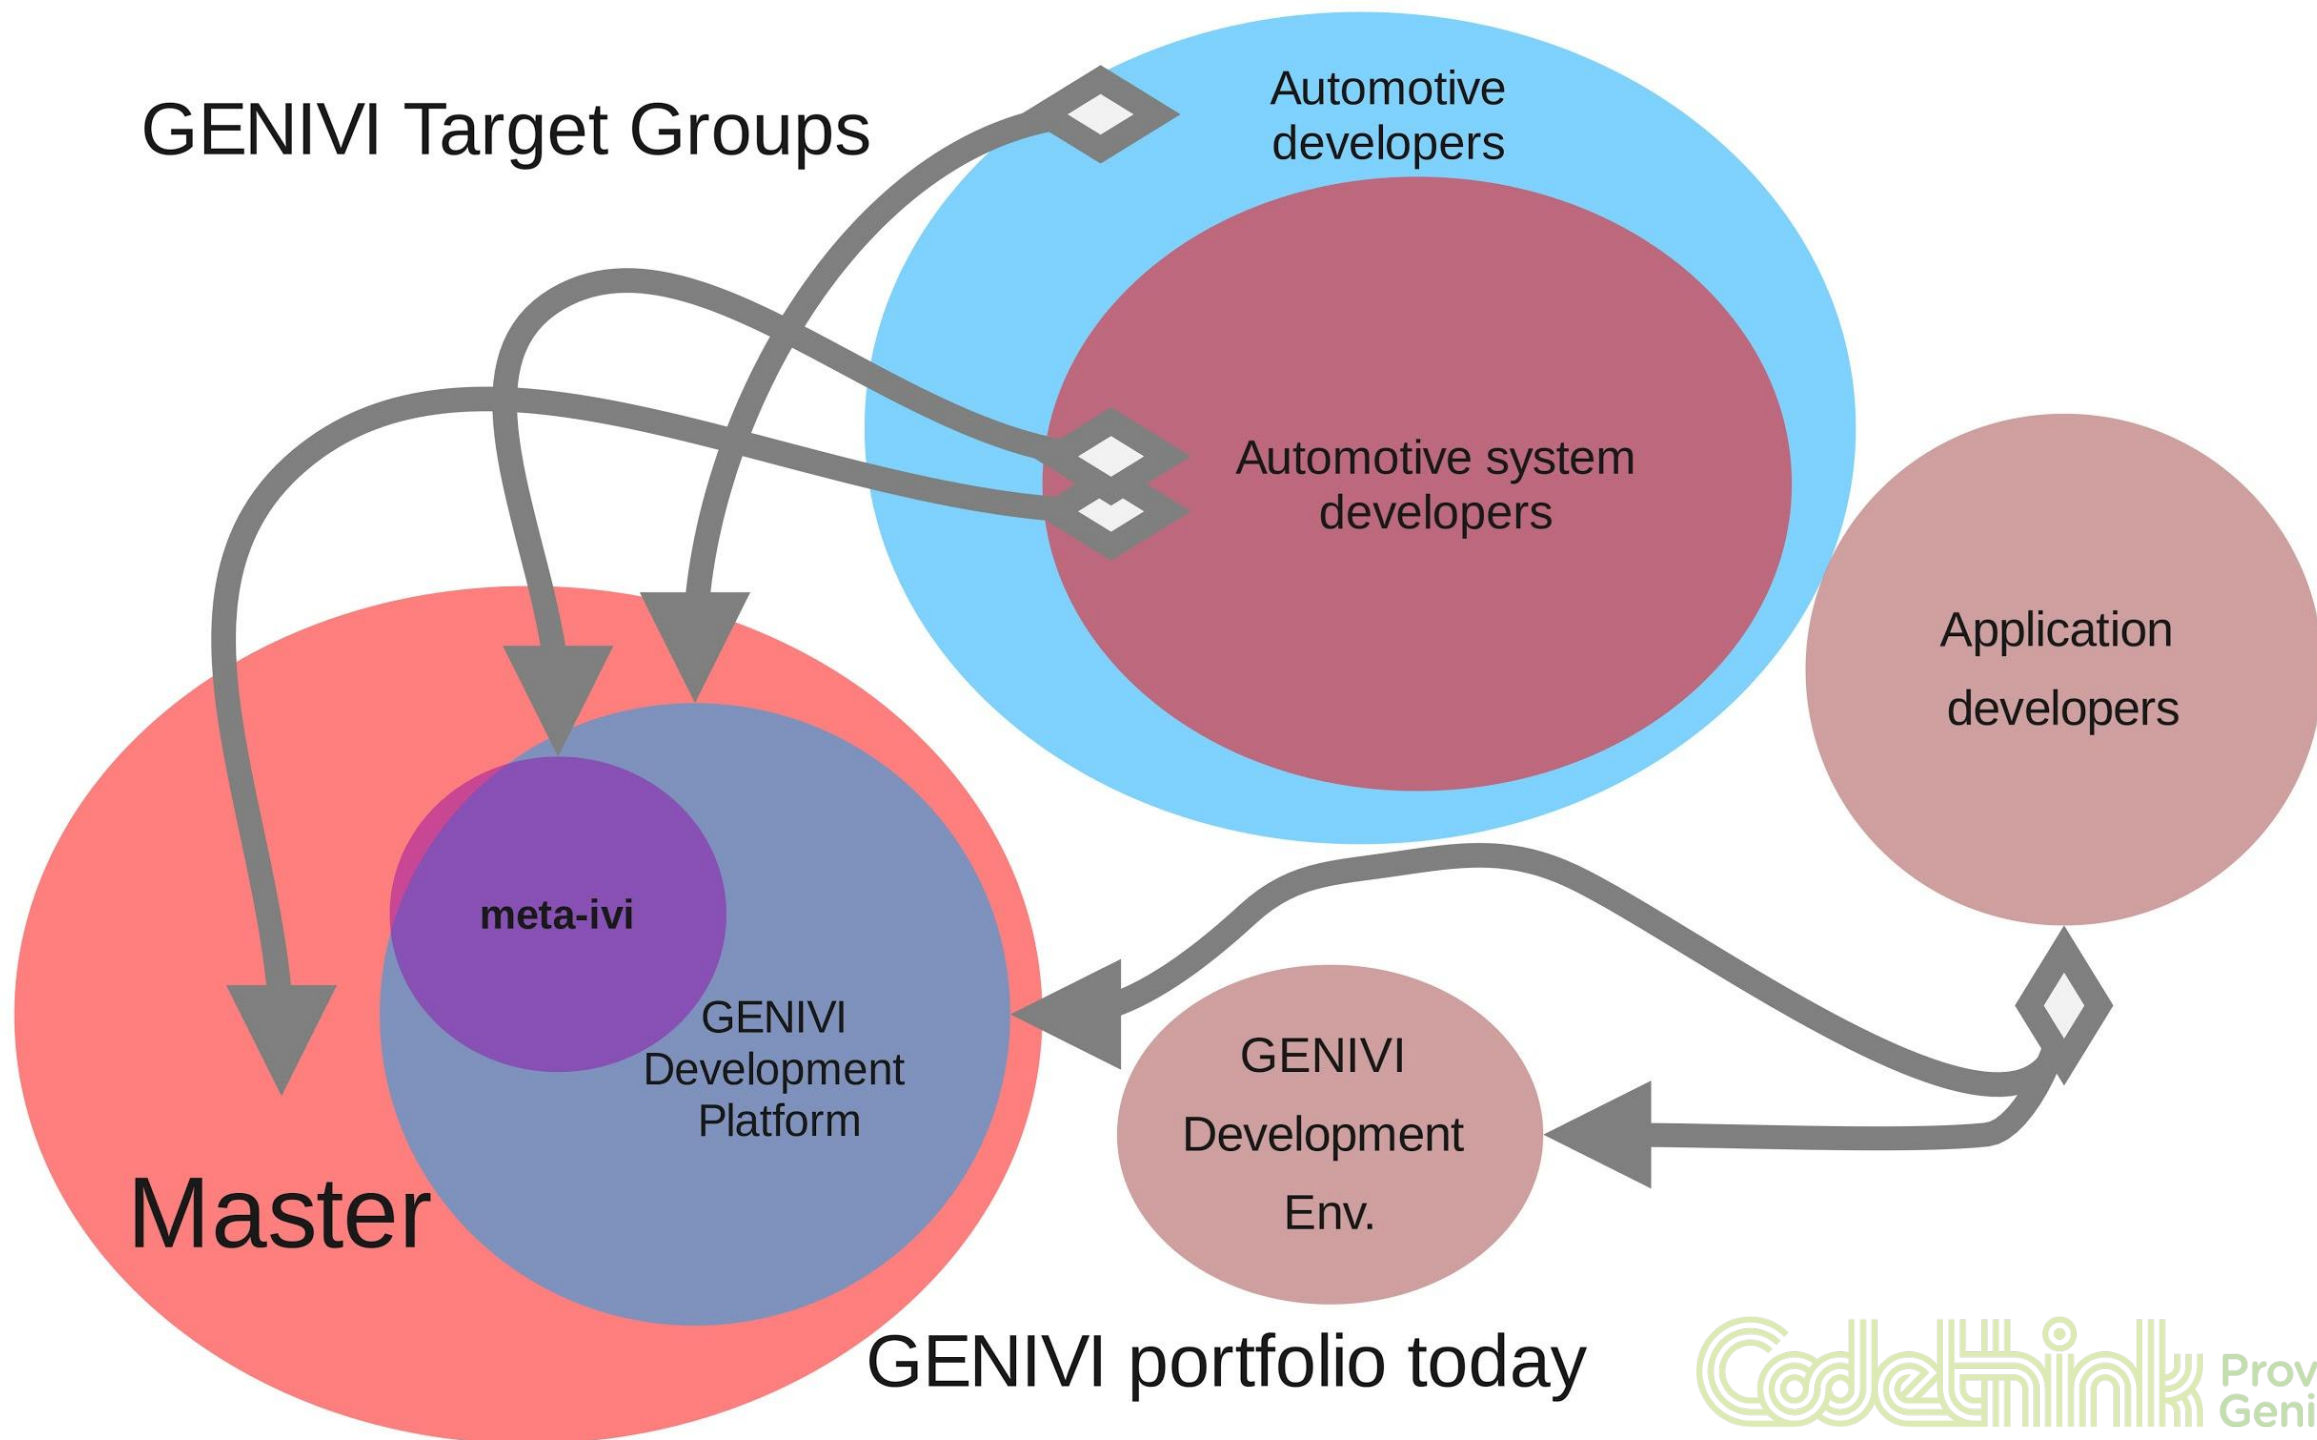 GENIVI Target Groups
Automotive
developers
Automotive system
developers
Application
developers
meta-ivi
GENIVI
Development
Platform
Master
GENIVI
Development
Env.
GENIVI portfolio today
Codethink